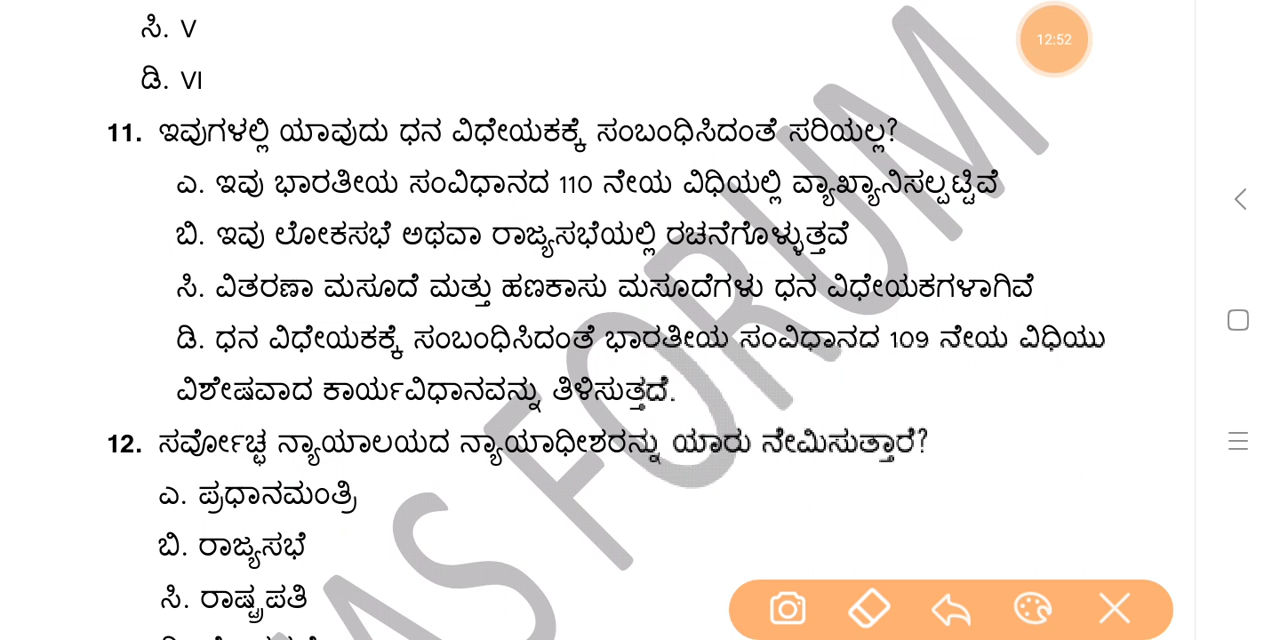 ಸಿ. V
12:52
ಡಿ. VI
11. ಇವುಗಳಲ್ಲಿ ಯಾವುದು ಧನ ವಿಧೇಯಕಕ್ಕೆ ಸಂಬಂಧಿಸಿದಂತೆ ಸರಿಯಲ್ಲ?
ಎ. ಇವು ಭಾರತೀಯ ಸಂವಿಧಾನದ 110 ನೇಯ ವಿಧಿಯಲ್ಲಿ ವ್ಯಾಖ್ಯಾನಿಸಲ್ಪಟ್ಟಿವೆ
ಬಿ. ಇವು ಲೋಕಸಭೆ ಅಥವಾ ರಾಜ್ಯಸಭೆಯಲ್ಲಿ ರಚನೆಗೊಳ್ಳುತ್ತವೆ
ಸಿ. ವಿತರಣಾ ಮಸೂದೆ ಮತ್ತು ಹಣಕಾಸು ಮಸೂದೆಗಳು ಧನ ವಿಧೇಯಕಗಳಾಗಿವೆ
ಡಿ. ಧನ ವಿಧೇಯಕಕ್ಕೆ ಸಂಬಂಧಿಸಿದಂತೆ ಭಾರತೀಯ ಸಂವಿಧಾನದ 109 ನೇಯ ವಿಧಿಯು
ವಿಶೇಷವಾದ ಕಾರ್ಯವಿಧಾನವನ್ನು ತಿಳಿಸುತ್ತದೆ.
12. ಸರ್ವೋಚ್ಛ ನ್ಯಾಯಾಲಯದ ನ್ಯಾಯಾಧೀಶರನ್ನು ಯಾರು ನೇಮಿಸುತ್ತಾರೆ?
ಎ. ಪ್ರಧಾನಮಂತ್ರಿ
ಬಿ. ರಾಜ್ಯಸಭೆ
ಸಿ. ರಾಷ್ಟ್ರಪತಿ
FORUM